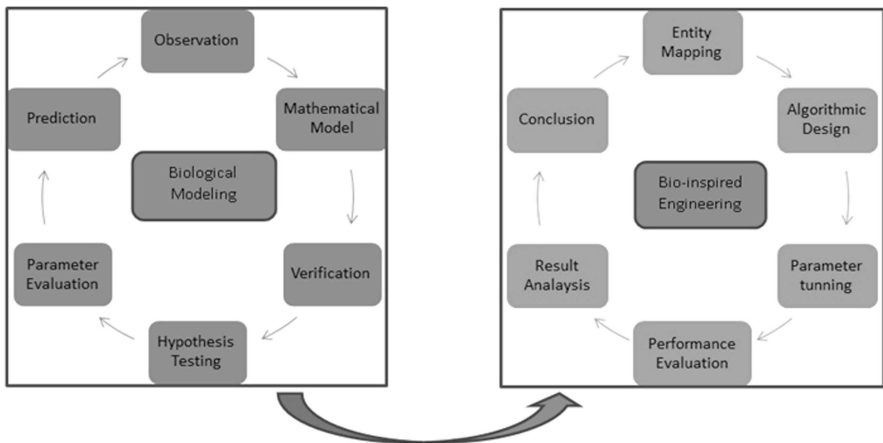 Observation
Mathematical
Model
Verification
Hypothesis
Testing
Parameter
Evaluation
Prediction
Biological
Modeling
Entity
Mapping
Algorithmic
Design
Parameter
tunning
Performance
Evaluation
Result
Analaysis
Conclusion
Bio-inspired
Engineering